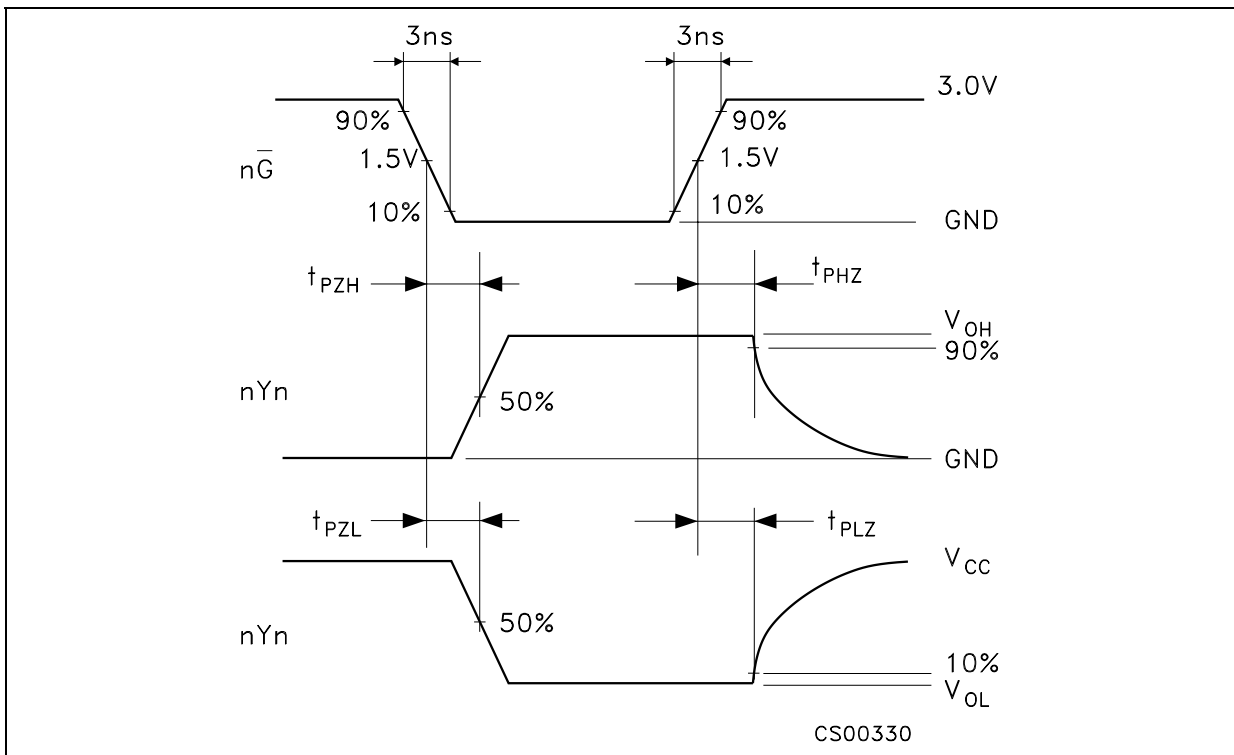 3ns 3ns
3.0V
90% 90%
nG̅ 1.5V 1.5V
10% 10% GND
tPZH tPHZ
VOH
90%
nYn 50%
GND
tPZL tPLZ
VCC
nYn 50%
10%
VOL
CS00330